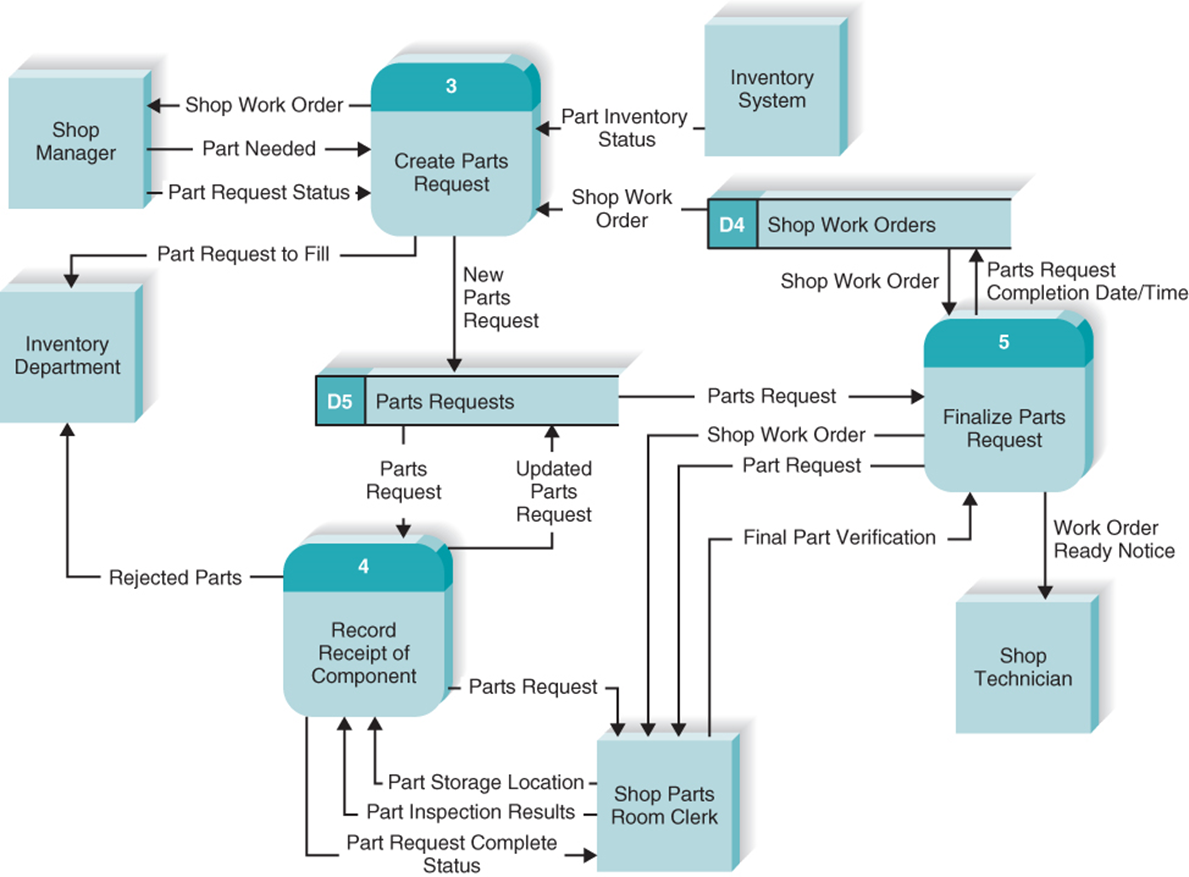 3
Inventory
System
Shop
Manager
Shop Work Order
Part Needed
Part Request Status
Create Parts
Request
Part Inventory
Status
Shop Work
Order
D4
Shop Work Orders
Part Request to Fill
New
Parts
Request
Shop Work Order
Parts Request
Completion Date/Time
Inventory
Department
5
Finalize Parts
Request
D5
Parts Requests
Parts Request
Shop Work Order
Part Request
Parts
Request
Updated
Parts
Request
Final Part Verification
Work Order
Ready Notice
Rejected Parts
4
Record
Receipt of
Component
Parts Request
Shop
Technician
Part Storage Location
Part Inspection Results
Part Request Complete
Status
Shop Parts
Room Clerk